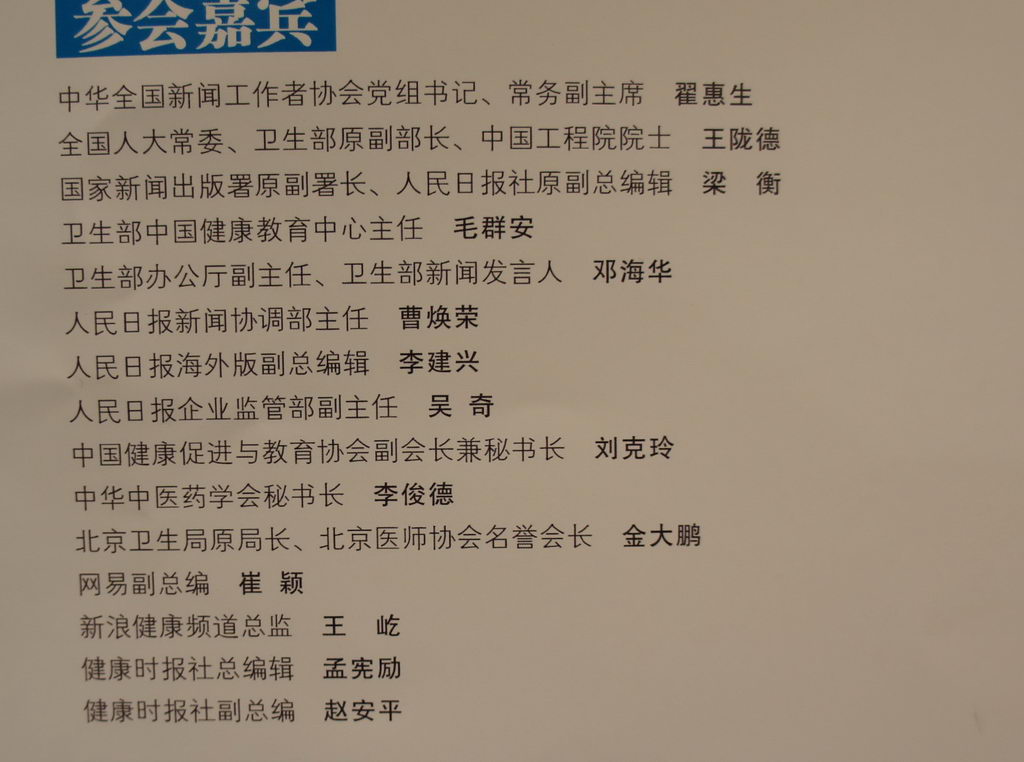 参会嘉宾
中华全国新闻工作者协会党组书记、常务副主席 翟惠生
全国人大常委、卫生部原副部长、中国工程院院士 王陇德
国家新闻出版署原副署长、人民日报社原副总编辑 梁 衡
卫生部中国健康教育中心主任 毛群安
卫生部办公厅副主任、卫生部新闻发言人 邓海华
人民日报新闻协调部主任 曹焕荣
人民日报海外版副总编辑 李建兴
人民日报企业监管部副主任 吴 奇
中国健康促进与教育协会副会长兼秘书长 刘克玲
中华中医药学会秘书长 李俊德
北京卫生局原局长、北京医师协会名誉会长 金大鹏
网易副总编 崔 颖
新浪健康频道总监 王 屹
健康时报社总编辑 孟宪励
健康时报社副总编 赵安平